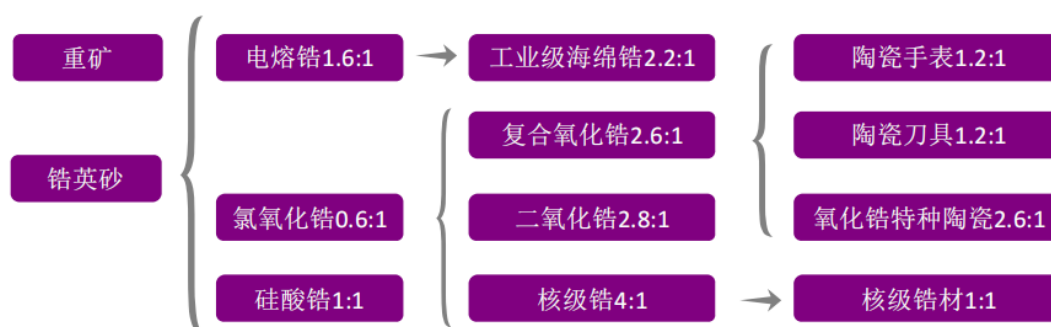 重矿
电熔锆1.6:1
工业级海绵锆2.2:1
陶瓷手表1.2:1
复合氧化锆2.6:1
陶瓷刀具1.2:1
锆英砂
氯氧化锆0.6:1
二氧化锆2.8:1
氧化锆特种陶瓷2.6:1
硅酸锆1:1
核级锆4:1
核级锆材1:1